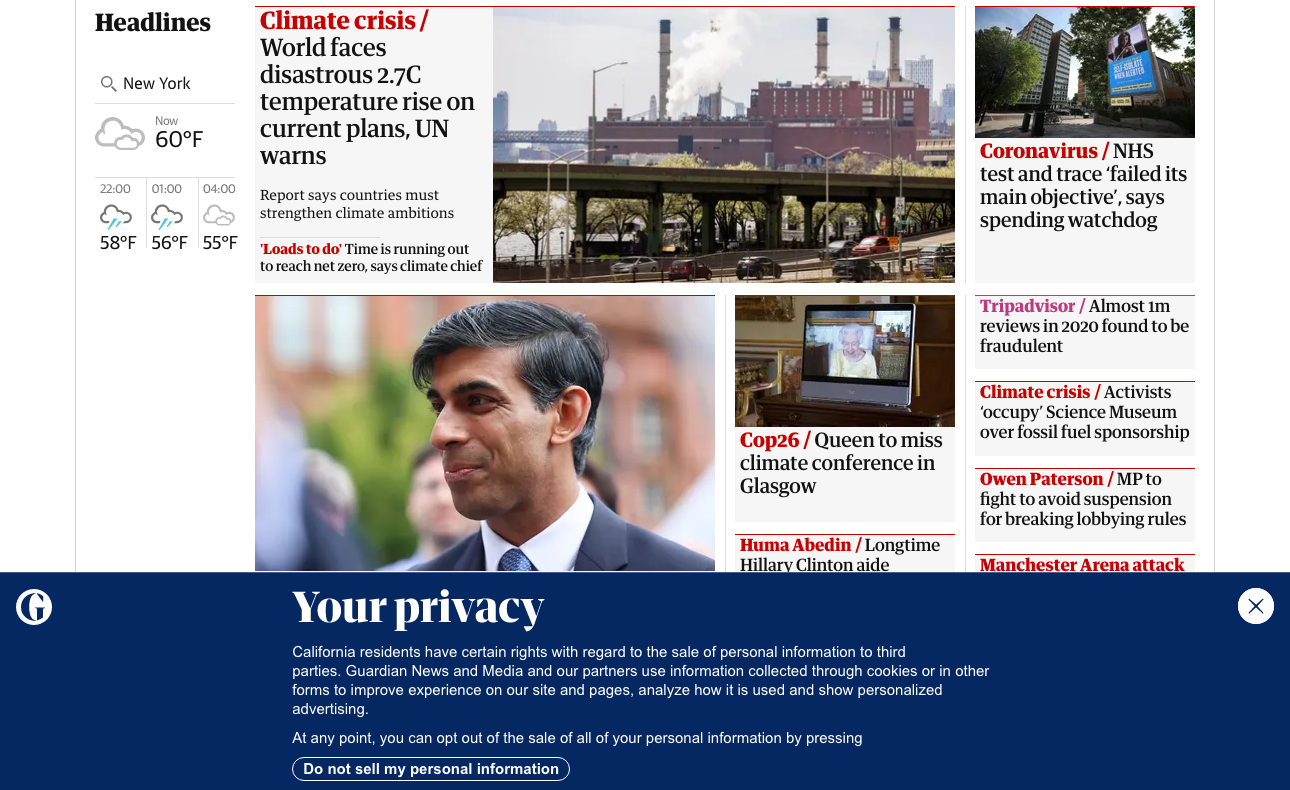 Headlines
New York
Now
60°F
22:00
01:00
04:00
58°F
56°F
55°F
Climate crisis /
World faces
disastrous 2.7C
temperature rise on
current plans, UN
warns
Report says countries must
strengthen climate ambitions
'Loads to do' Time is running out
to reach net zero, says climate chief
SELF-ISOLATE
WHEN ALERTED
Coronavirus / NHS
test and trace ‘failed its
main objective’, says
spending watchdog
Cop26 / Queen to miss
climate conference in
Glasgow
Huma Abedin / Longtime
Hillary Clinton aide
Tripadvisor / Almost 1m
reviews in 2020 found to be
fraudulent
Climate crisis / Activists
‘occupy’ Science Museum
over fossil fuel sponsorship
Owen Paterson / MP to
fight to avoid suspension
for breaking lobbying rules
Manchester Arena attack
Your privacy
California residents have certain rights with regard to the sale of personal information to third
parties. Guardian News and Media and our partners use information collected through cookies or in other
forms to improve experience on our site and pages, analyze how it is used and show personalized
advertising.
At any point, you can opt out of the sale of all of your personal information by pressing
Do not sell my personal information